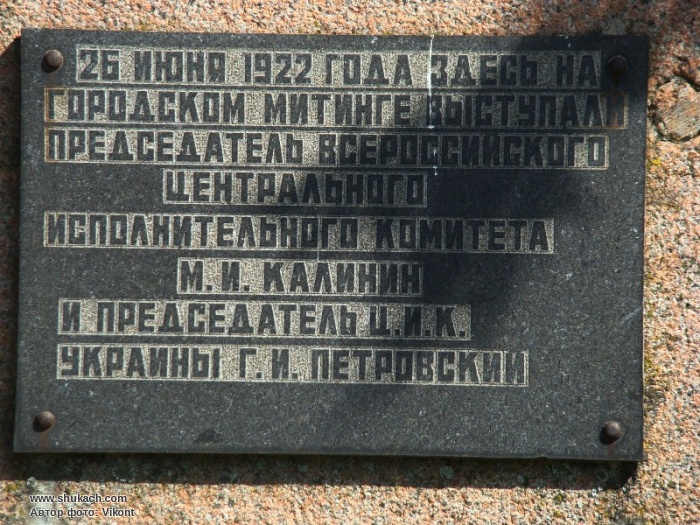 26 ИЮНЯ 1922 ГОДА ЗДЕСЬ НА
ГОРОДСКОМ МИТИНГЕ ВЫСТУПАЛИ
ПРЕДСЕДАТЕЛЬ ВСЕРОССИЙСКОГО
ЦЕНТРАЛЬНОГО
ИСПОЛНИТЕЛЬНОГО КОМИТЕТА
М. И. КАЛИНИН
И ПРЕДСЕДАТЕЛЬ Ц.И.К.
УКРАИНЫ Г. И. ПЕТРОВСКИЙ
www.shukach.com
Автор фото: Vikont